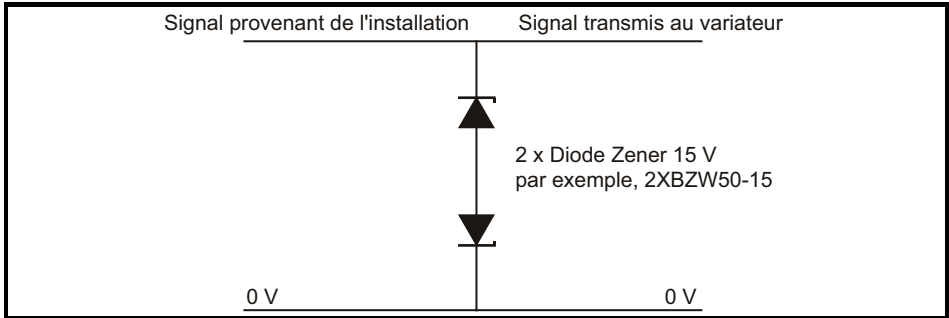 Signal provenant de l'installation Signal transmis au variateur
2 x Diode Zener 15 V
par exemple, 2XBZW50-15
0 V 0 V